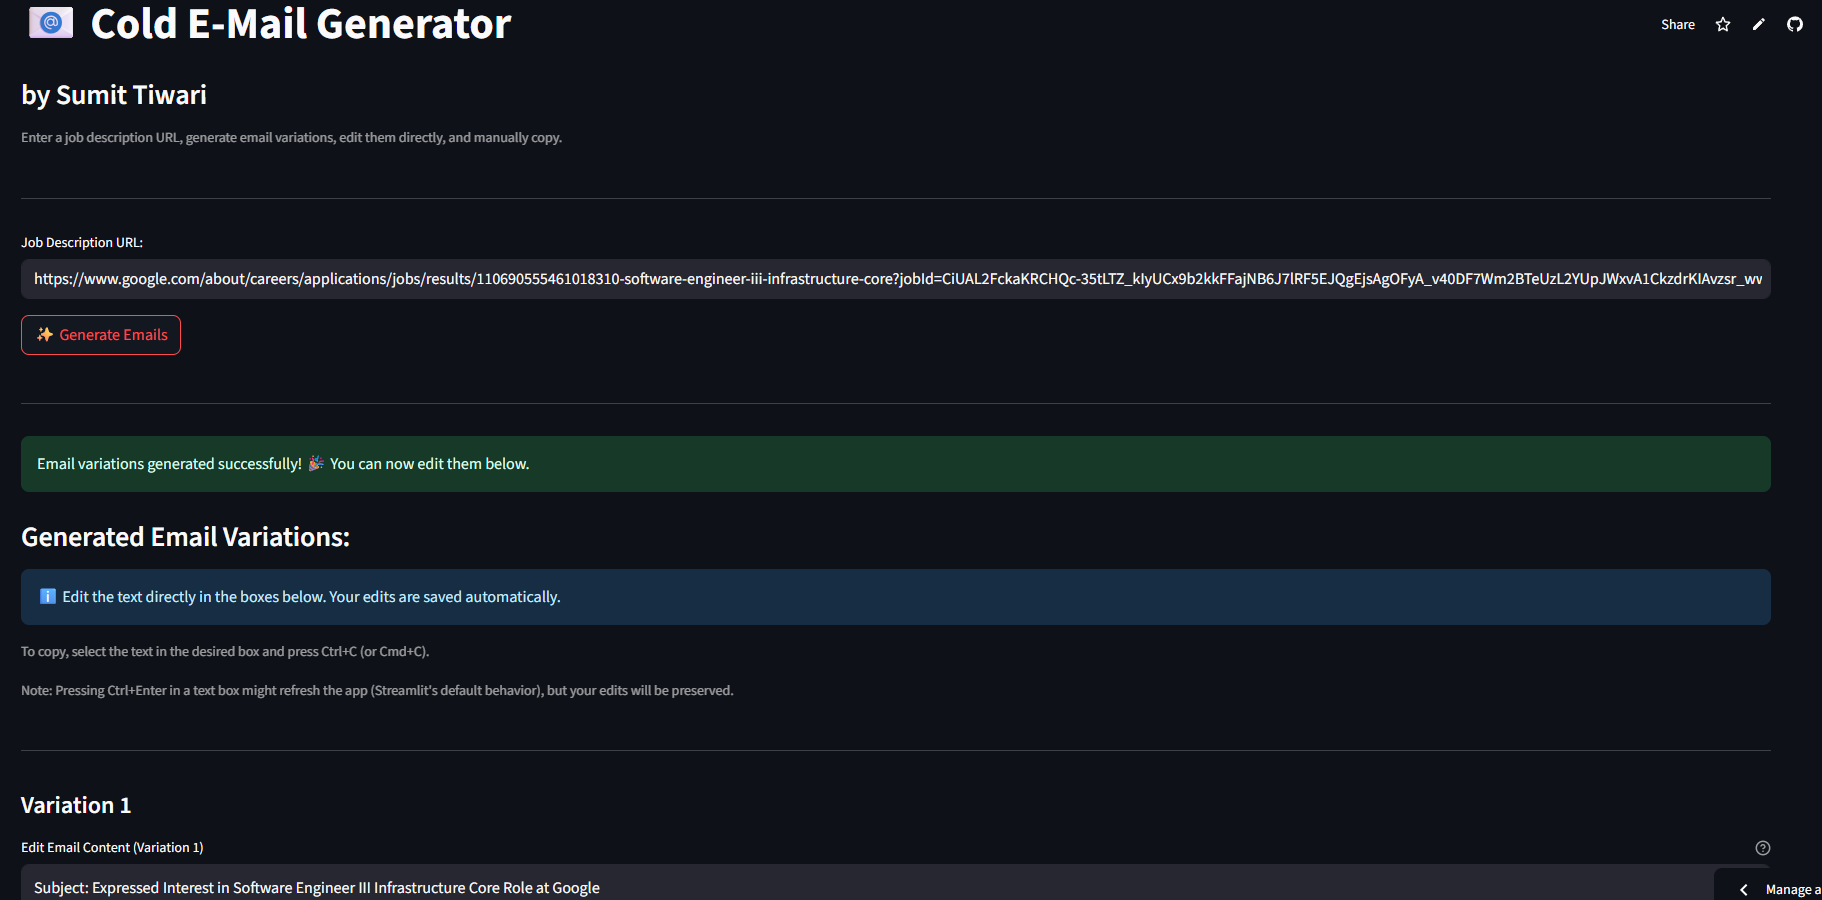 Cold E-Mail Generator
Share
by Sumit Tiwari
Enter a job description URL, generate email variations, edit them directly, and manually copy.
Job Description URL:
https://www.google.com/about/careers/applications/jobs/results/110690555461018310-software-engineer-iii-infrastructure-core?jobId=CiUAL2FckaKRCHQc-35tLTZ_kIyUCx9b2kkFFajNB6J7lRF5EJQgEjsAgOFyA_v40DF7Wm2BTeUzL2YUpJWxvA1CkzdrKIAvzsr_wv
✨ Generate Emails
Email variations generated successfully! 🎉 You can now edit them below.
Generated Email Variations:
ℹ️ Edit the text directly in the boxes below. Your edits are saved automatically.
To copy, select the text in the desired box and press Ctrl+C (or Cmd+C).
Note: Pressing Ctrl+Enter in a text box might refresh the app (Streamlit's default behavior), but your edits will be preserved.
Variation 1
Edit Email Content (Variation 1)
Subject: Expressed Interest in Software Engineer III Infrastructure Core Role at Google
Manage a